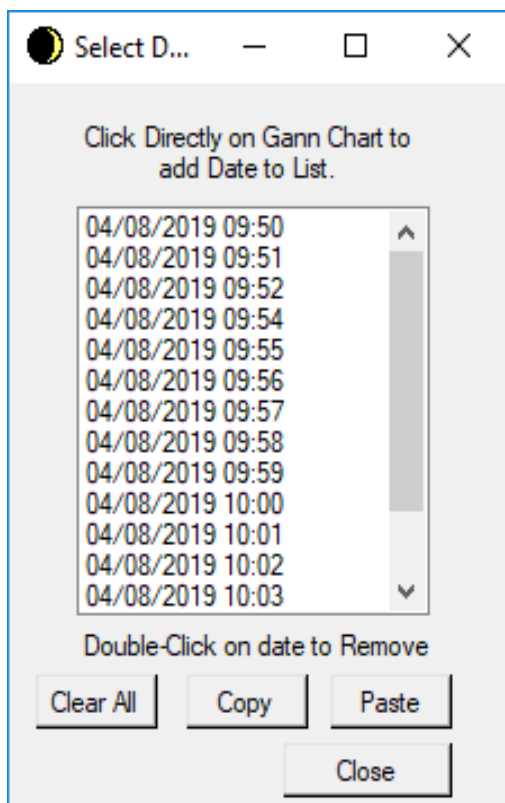 Select D...
Click Directly on Gann Chart to
add Date to List.
04/08/2019 09:50
04/08/2019 09:51
04/08/2019 09:52
04/08/2019 09:54
04/08/2019 09:55
04/08/2019 09:56
04/08/2019 09:57
04/08/2019 09:58
04/08/2019 09:59
04/08/2019 10:00
04/08/2019 10:01
04/08/2019 10:02
04/08/2019 10:03
Double-Click on date to Remove
Clear All Copy Paste
Close